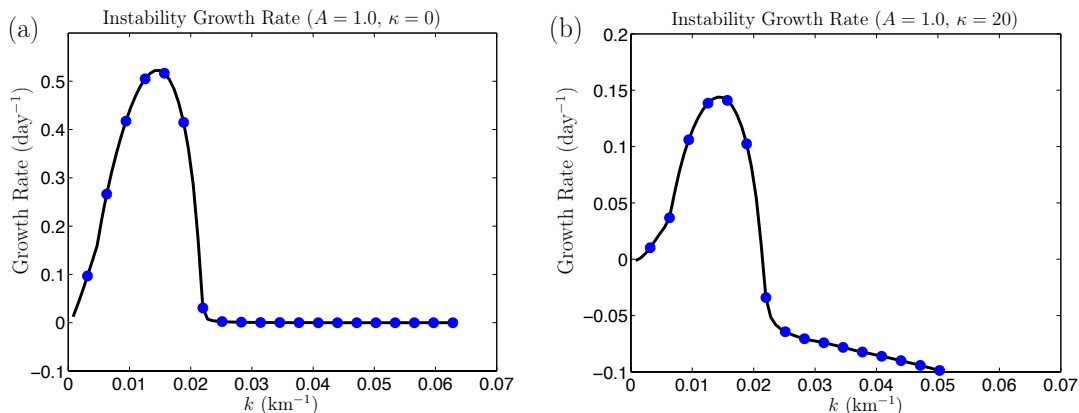 (a)
Instability Growth Rate (A = 1.0, κ = 0)
0.5
0.4
0.3
0.2
0.1
0
−0.1
Growth Rate (day⁻¹)
0 0.01 0.02 0.03 0.04 0.05 0.06 0.07
k (km⁻¹)
(b)
Instability Growth Rate (A = 1.0, κ = 20)
0.2
0.15
0.1
0.05
0
−0.05
−0.1
Growth Rate (day⁻¹)
0 0.01 0.02 0.03 0.04 0.05 0.06 0.07
k (km⁻¹)